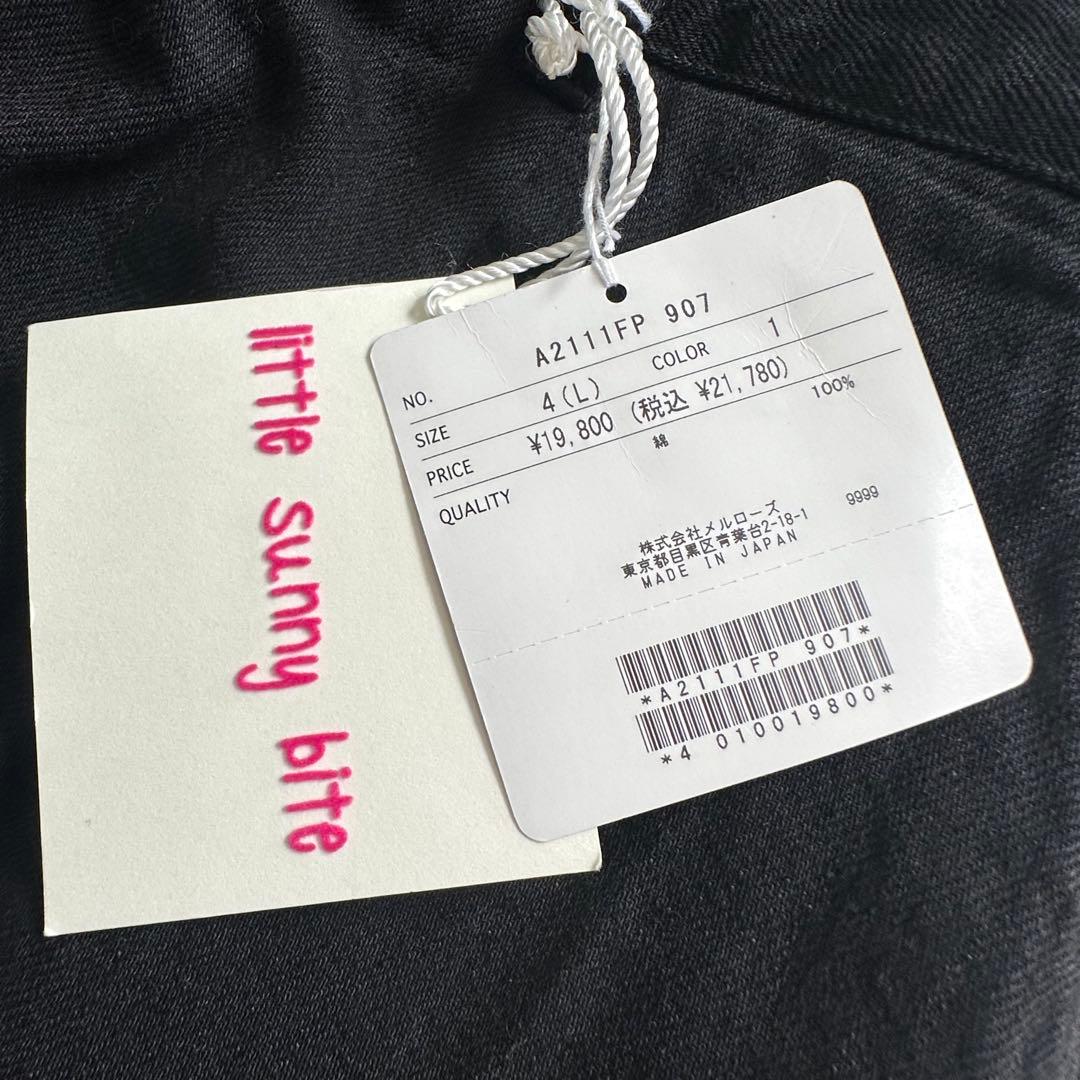 little sunny bite
NO. A2111FP 907
SIZE 4(L) COLOR 1
PRICE ¥19,800 (税込 ¥21,780)
QUALITY 綿 100%
9999
株式会社メルローズ
東京都目黒区青葉台2-18-1
MADE IN JAPAN
*A2111FP 907*
*4 010019800*